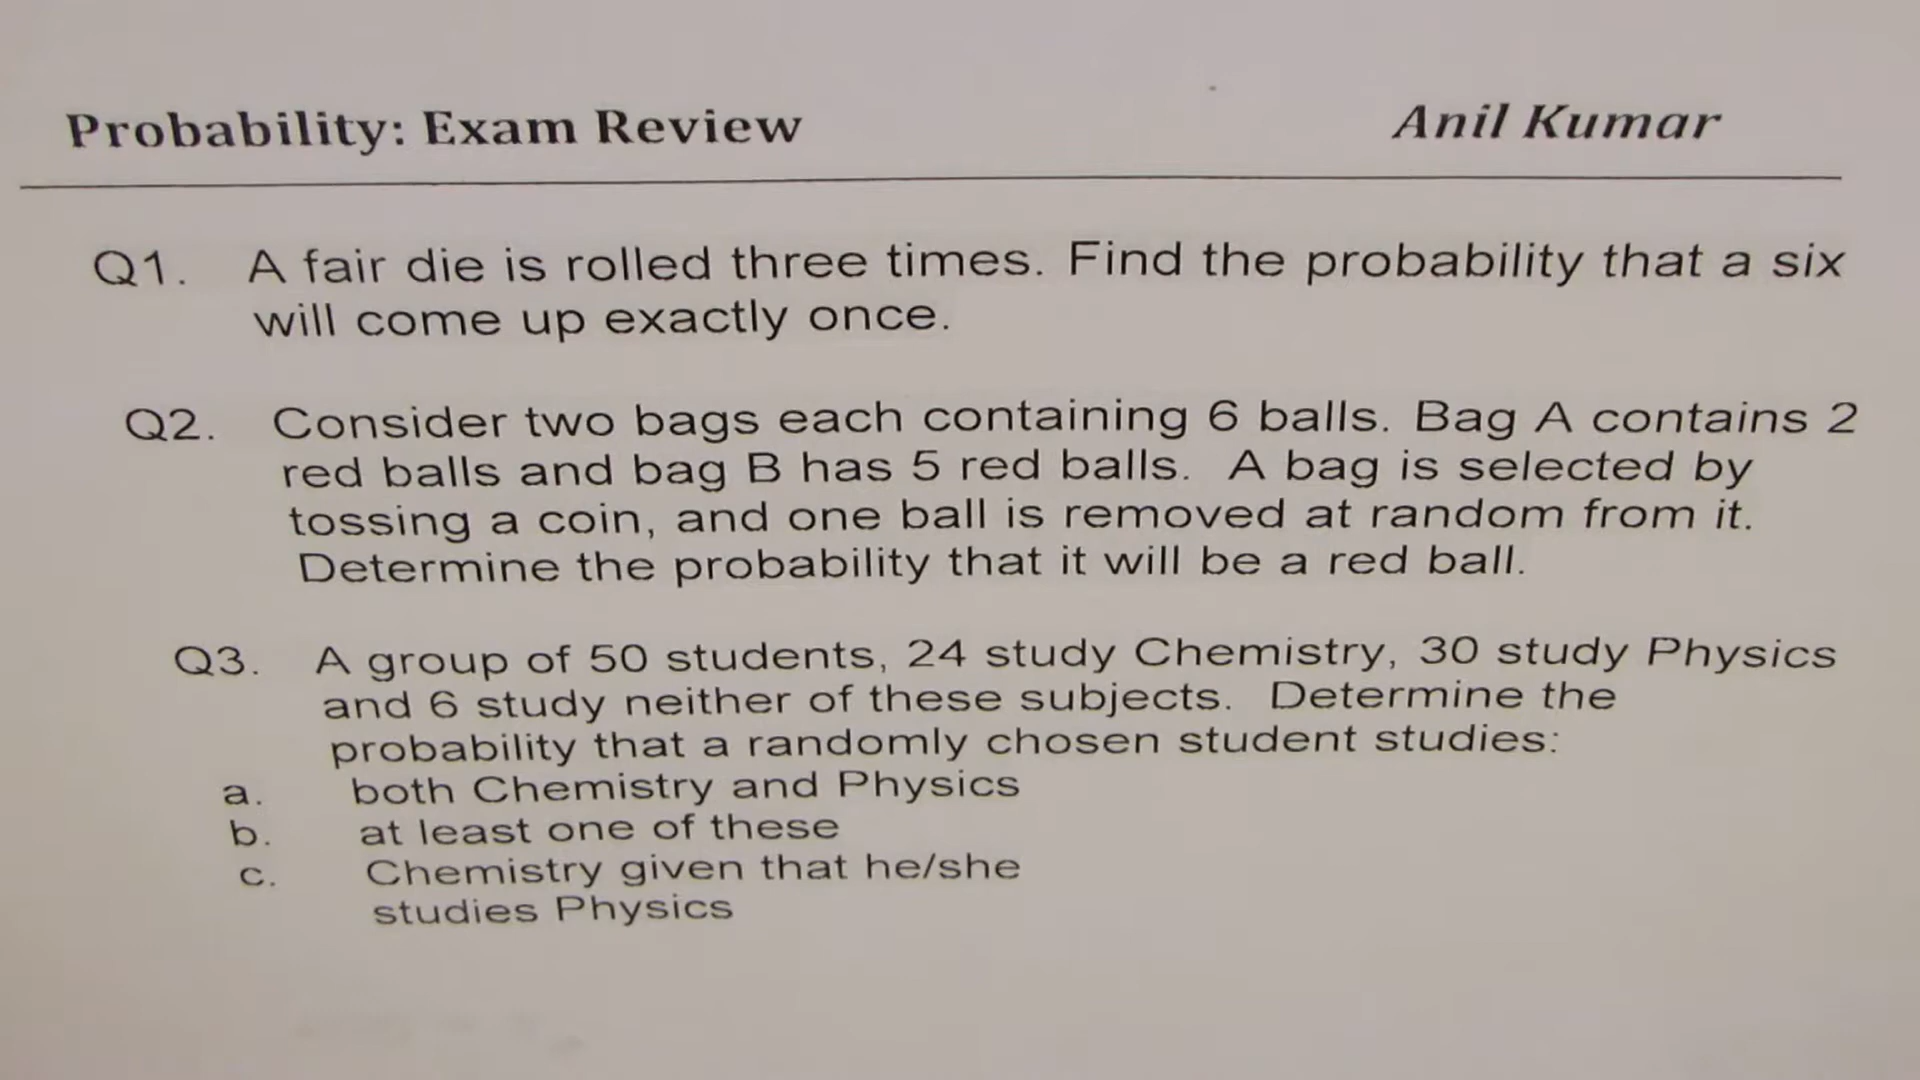 Probability: Exam Review
Anil Kumar
Q1. A fair die is rolled three times. Find the probability that a six
will come up exactly once.
Q2. Consider two bags each containing 6 balls. Bag A contains 2
red balls and bag B has 5 red balls. A bag is selected by
tossing a coin, and one ball is removed at random from it.
Determine the probability that it will be a red ball.
Q3. A group of 50 students, 24 study Chemistry, 30 study Physics
and 6 study neither of these subjects. Determine the
probability that a randomly chosen student studies:
a. both Chemistry and Physics
b. at least one of these
c. Chemistry given that he/she
studies Physics